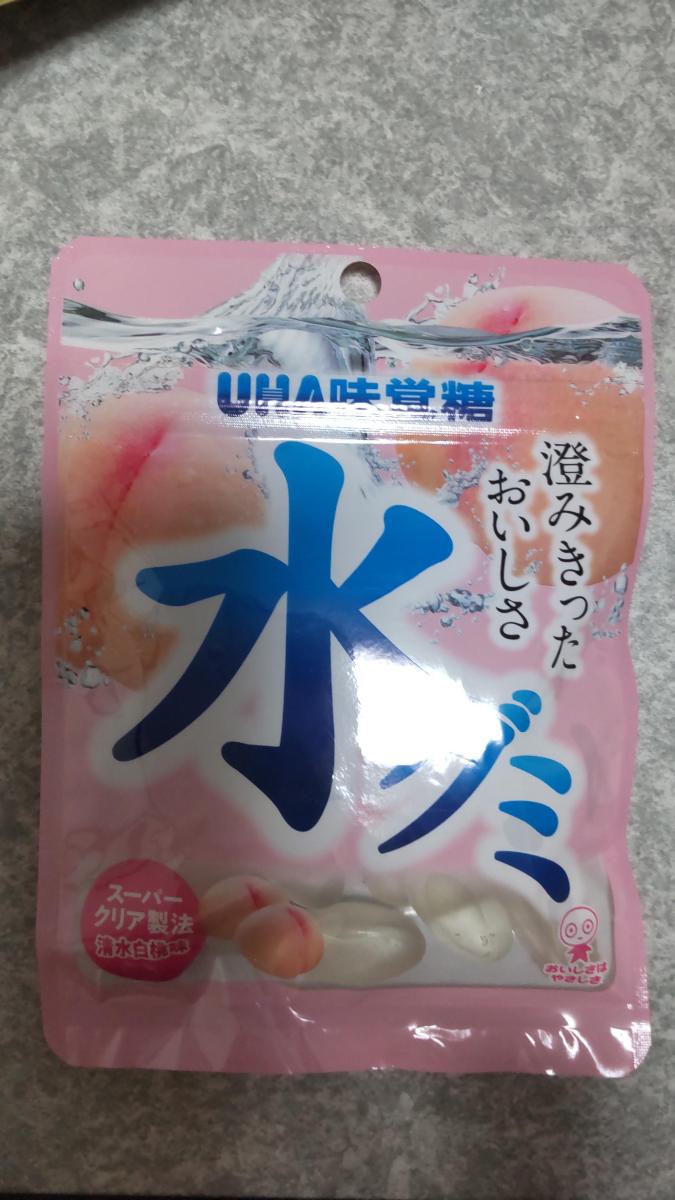 UHA味覚糖
澄みきった
おいしさ
水グミ
スーパー
クリア製法
清水白桃味
おいしさは
やさしさ